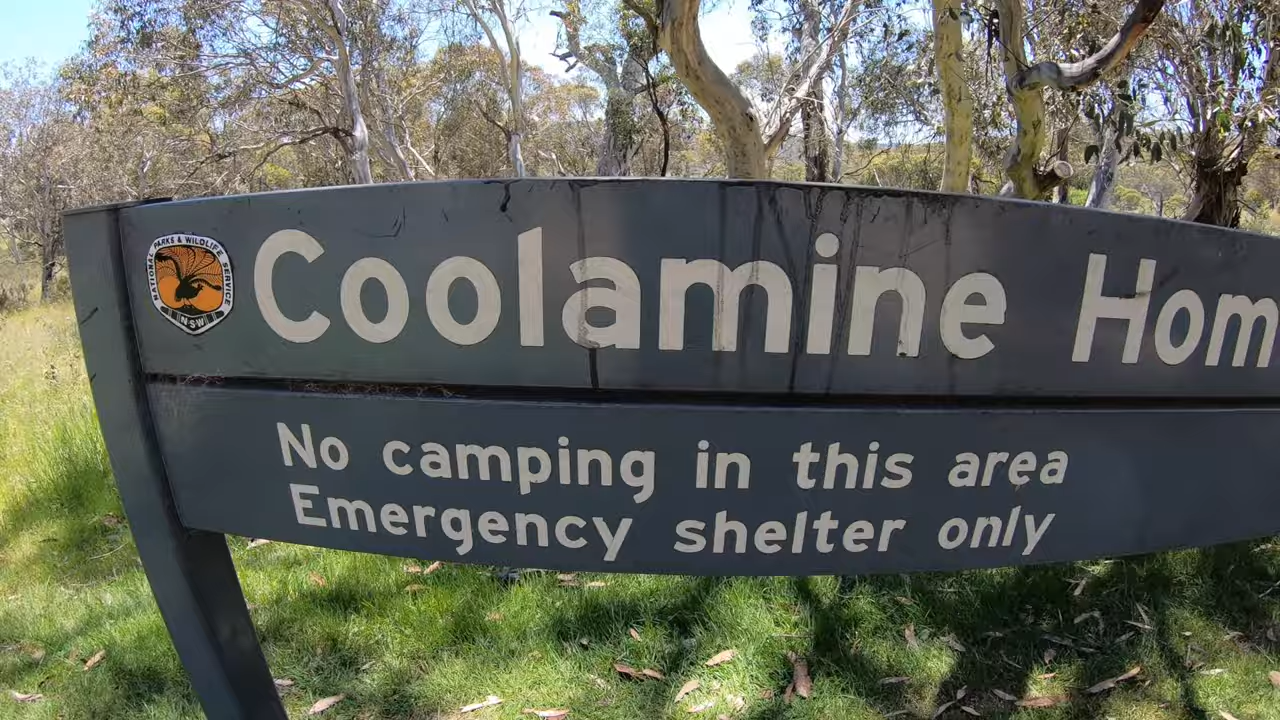 NATIONAL PARKS & WILDLIFE SERVICE
NSW
Coolamine Hom
No camping in this area
Emergency shelter only